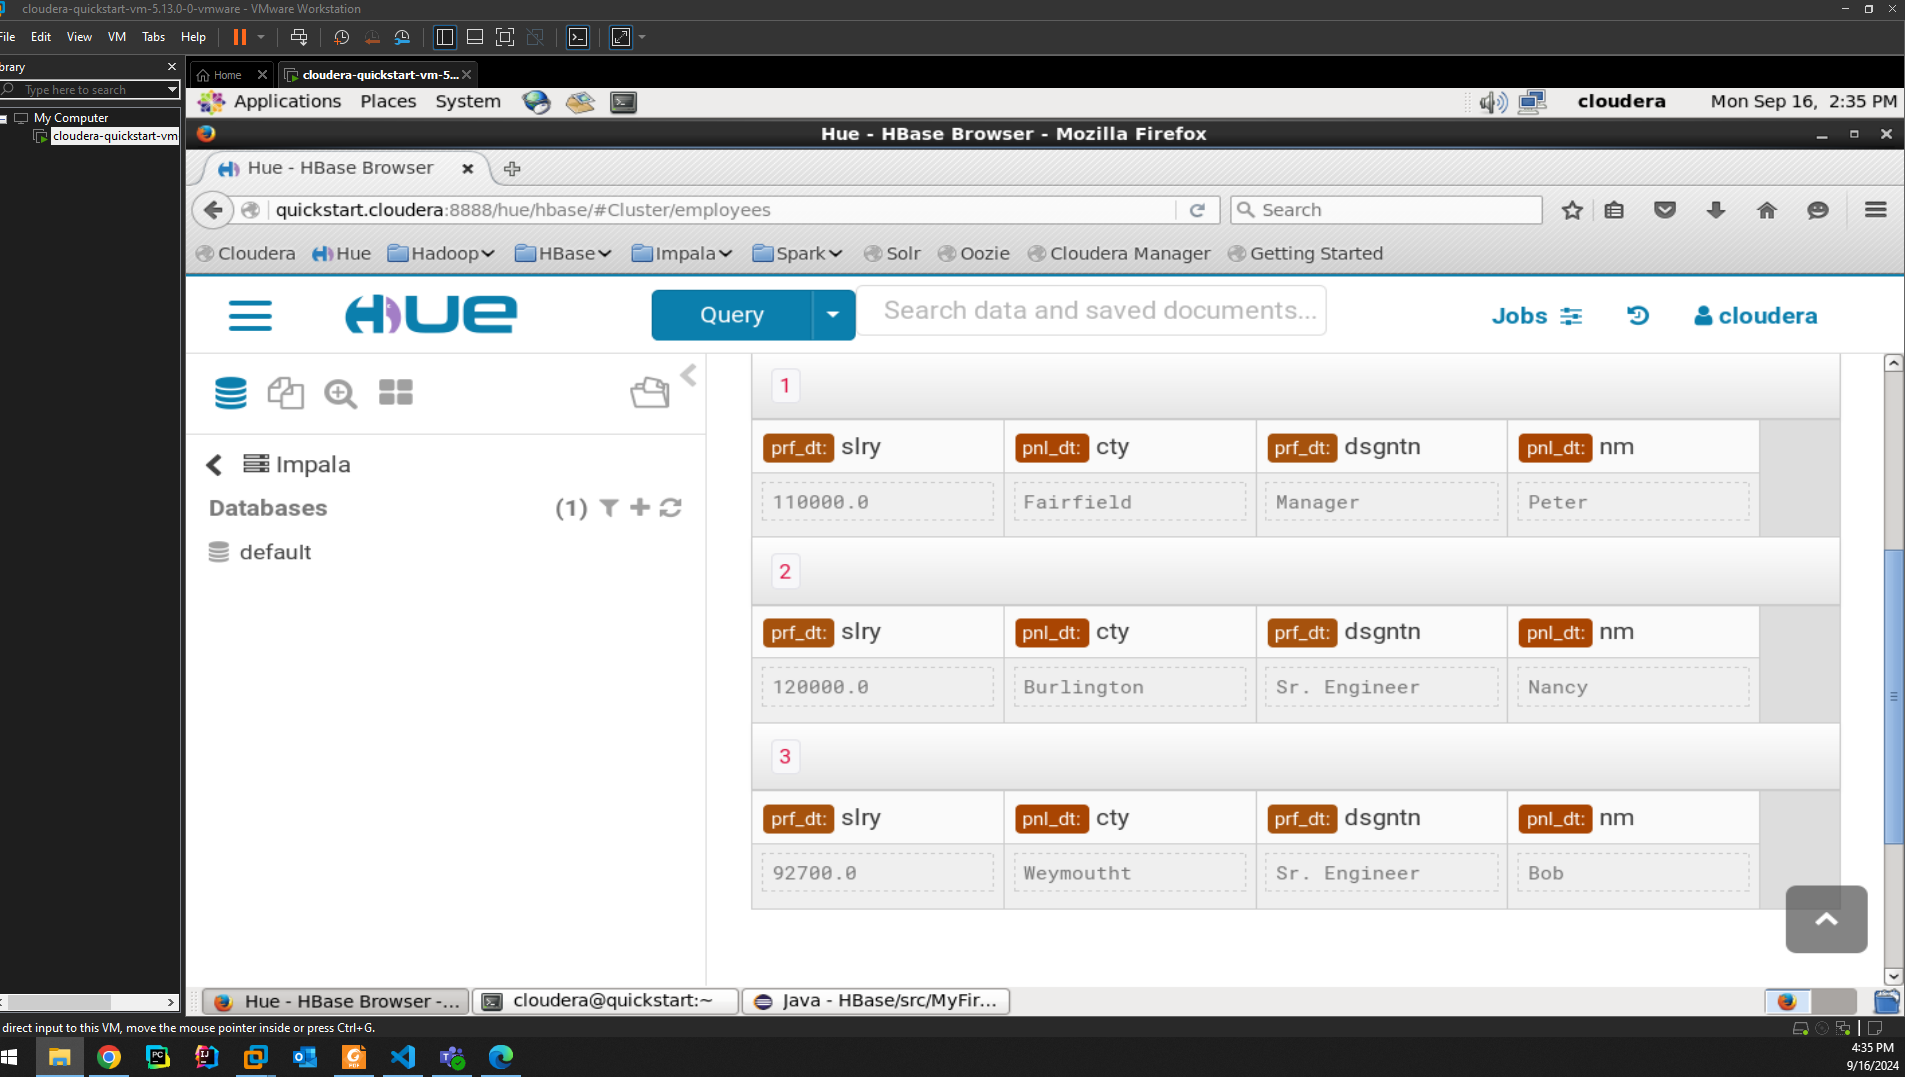 cloudera-quickstart-vm-5.13.0-0-vmware - VMware Workstation
File Edit View VM Tabs Help
brary
Type here to search
Home
cloudera-quickstart-vm-5...
My Computer
cloudera-quickstart-vm
Applications Places System
cloudera Mon Sep 16, 2:35 PM
Hue - HBase Browser - Mozilla Firefox
Hue - HBase Browser
quickstart.cloudera:8888/hue/hbase/#Cluster/employees
Search
Cloudera Hue Hadoop HBase Impala Spark Solr Oozie Cloudera Manager Getting Started
HUE
Query
Search data and saved documents...
Jobs
cloudera
Impala
Databases (1)
default
1
prf_dt: slry pnl_dt: cty prf_dt: dsgntn pnl_dt: nm
110000.0 Fairfield Manager Peter
2
prf_dt: slry pnl_dt: cty prf_dt: dsgntn pnl_dt: nm
120000.0 Burlington Sr. Engineer Nancy
3
prf_dt: slry pnl_dt: cty prf_dt: dsgntn pnl_dt: nm
92700.0 Weymoutht Sr. Engineer Bob
Hue - HBase Browser -... cloudera@quickstart:~ Java - HBase/src/MyFir...
direct input to this VM, move the mouse pointer inside or press Ctrl+G.
4:35 PM
9/16/2024